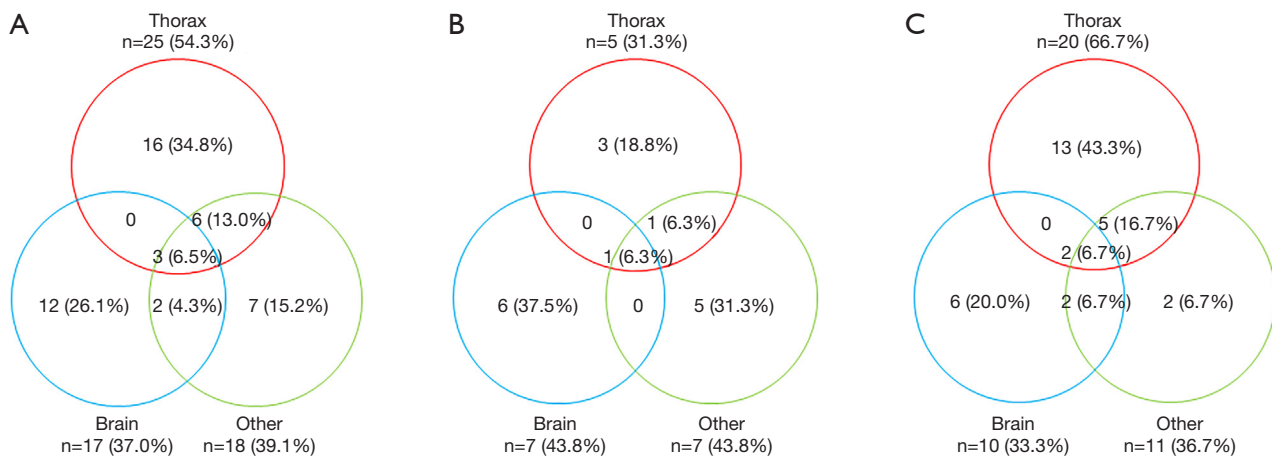 A
Thorax
n=25 (54.3%)
16 (34.8%)
0
6 (13.0%)
3 (6.5%)
12 (26.1%)
2 (4.3%)
7 (15.2%)
Brain
n=17 (37.0%)
Other
n=18 (39.1%)
B
Thorax
n=5 (31.3%)
3 (18.8%)
0
1 (6.3%)
1 (6.3%)
6 (37.5%)
0
5 (31.3%)
Brain
n=7 (43.8%)
Other
n=7 (43.8%)
C
Thorax
n=20 (66.7%)
13 (43.3%)
0
5 (16.7%)
2 (6.7%)
6 (20.0%)
2 (6.7%)
2 (6.7%)
Brain
n=10 (33.3%)
Other
n=11 (36.7%)